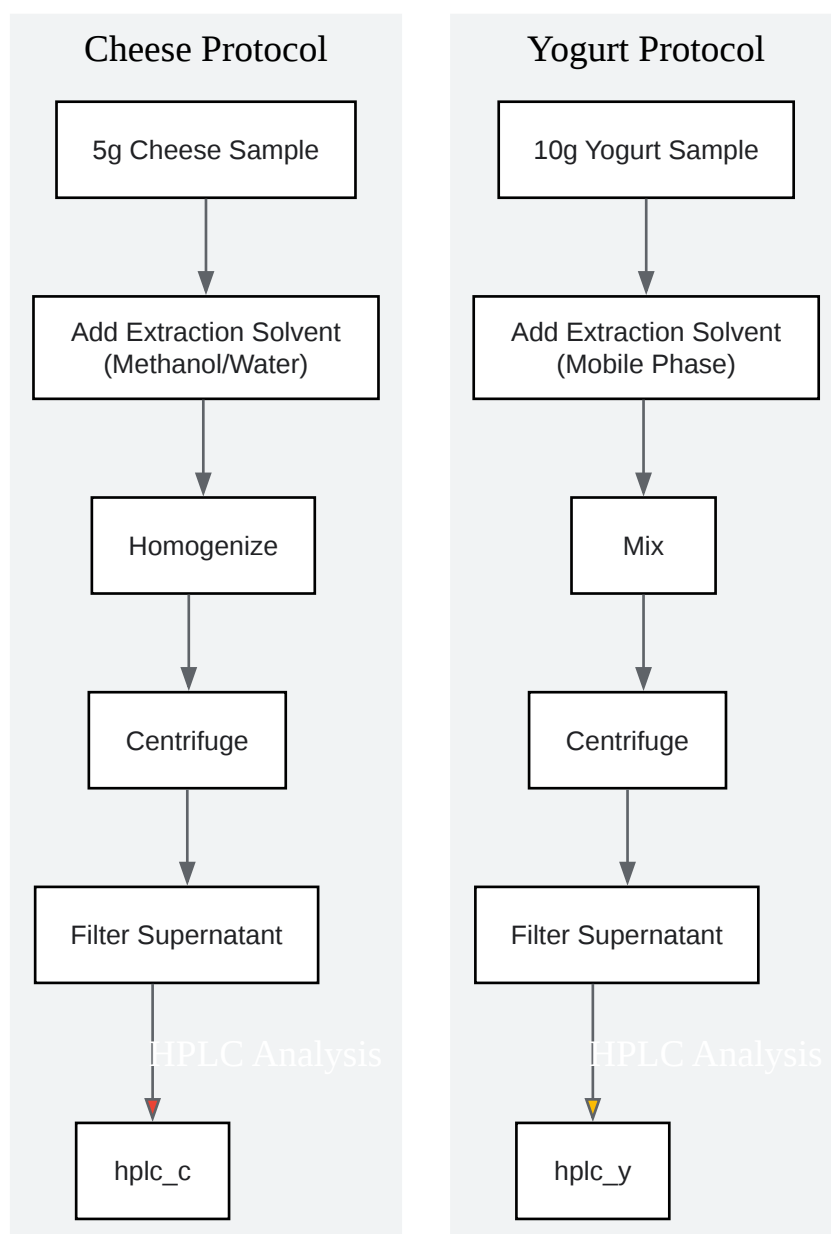 Cheese Protocol
5g Cheese Sample
Add Extraction Solvent
(Methanol/Water)
Homogenize
Centrifuge
Filter Supernatant
HPLC Analysis
hplc_c
Yogurt Protocol
10g Yogurt Sample
Add Extraction Solvent
(Mobile Phase)
Mix
Centrifuge
Filter Supernatant
HPLC Analysis
hplc_y